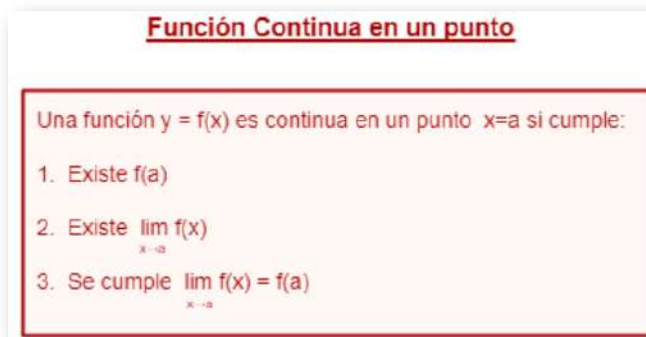 Función Continua en un punto
Una función y = f(x) es continua en un punto x=a si cumple:
1. Existe f(a)
2. Existe lim f(x)
x→a
3. Se cumple lim f(x) = f(a)
x→a